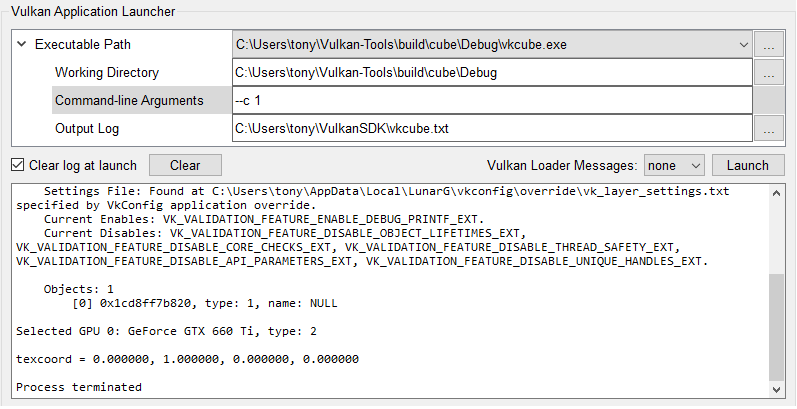 Vulkan Application Launcher
Executable Path C:\Users\tony\Vulkan-Tools\build\cube\Debug\vkcube.exe ...
Working Directory C:\Users\tony\Vulkan-Tools\build\cube\Debug ...
Command-line Arguments --c 1
Output Log C:\Users\tony\VulkanSDK\vkcube.txt ...
Clear log at launch Clear Vulkan Loader Messages: none Launch
Settings File: Found at C:\Users\tony\AppData\Local\LunarG\vkconfig\override\vk_layer_settings.txt
specified by VkConfig application override.
Current Enables: VK_VALIDATION_FEATURE_ENABLE_DEBUG_PRINTF_EXT.
Current Disables: VK_VALIDATION_FEATURE_DISABLE_OBJECT_LIFETIMES_EXT,
VK_VALIDATION_FEATURE_DISABLE_CORE_CHECKS_EXT, VK_VALIDATION_FEATURE_DISABLE_THREAD_SAFETY_EXT,
VK_VALIDATION_FEATURE_DISABLE_API_PARAMETERS_EXT, VK_VALIDATION_FEATURE_DISABLE_UNIQUE_HANDLES_EXT.
Objects: 1
[0] 0x1cd8ff7b820, type: 1, name: NULL
Selected GPU 0: GeForce GTX 660 Ti, type: 2
texcoord = 0.000000, 1.000000, 0.000000, 0.000000
Process terminated